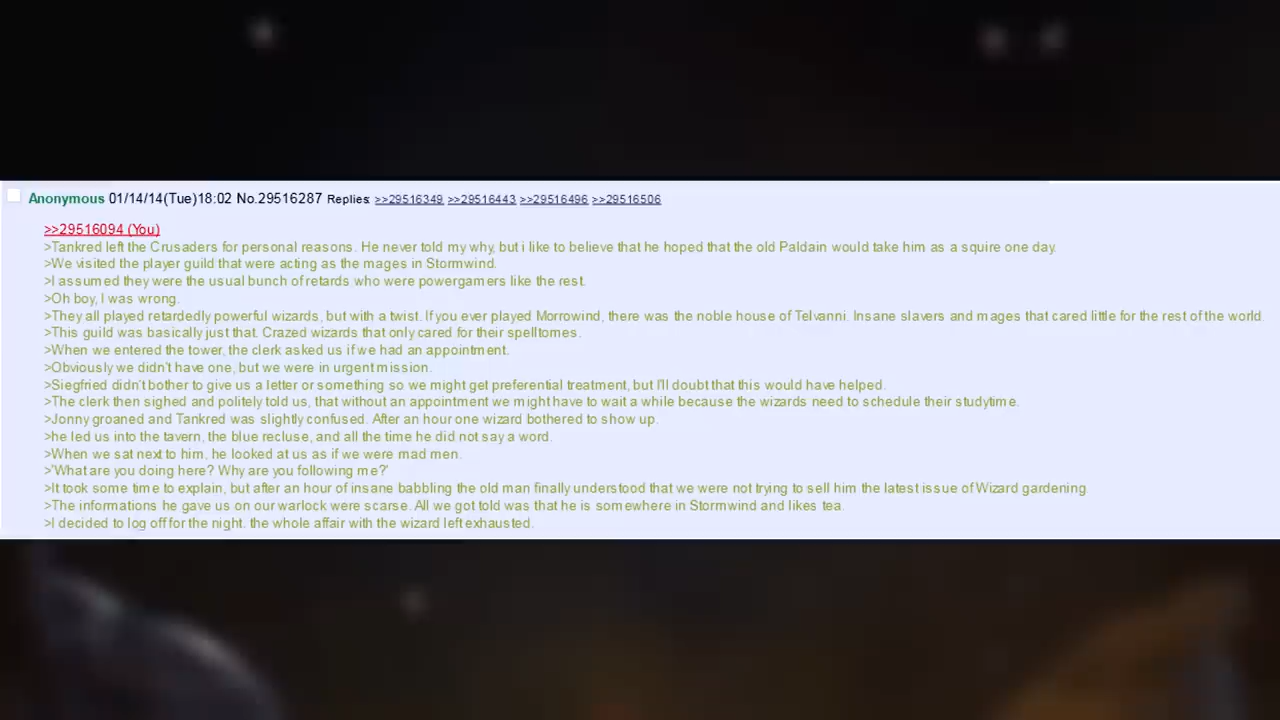 Anonymous 01/14/14(Tue)18:02 No.29516287 Replies: >>29516349 >>29516443 >>29516496 >>29516506
>>29516094 (You)
>Tankred left the Crusaders for personal reasons. He never told my why, but i like to believe that he hoped that the old Paldain would take him as a squire one day.
>We visited the player guild that were acting as the mages in Stormwind.
>I assumed they were the usual bunch of retards who were powergamers like the rest.
>Oh boy, I was wrong.
>They all played retardedly powerful wizards, but with a twist. If you ever played Morrowind, there was the noble house of Telvanni. Insane slavers and mages that cared little for the rest of the world.
>This guild was basically just that. Crazed wizards that only cared for their spelltomes.
>When we entered the tower, the clerk asked us if we had an appointment.
>Obviously we didn't have one, but we were in urgent mission.
>Siegfried didn't bother to give us a letter or something so we might get preferential treatment, but I'll doubt that this would have helped.
>The clerk then sighed and politely told us, that without an appointment we might have to wait a while because the wizards need to schedule their studytime.
>Jonny groaned and Tankred was slightly confused. After an hour one wizard bothered to show up.
>he led us into the tavern, the blue recluse, and all the time he did not say a word.
>When we sat next to him, he looked at us as if we were mad men.
>'What are you doing here? Why are you following me?'
>It took some time to explain, but after an hour of insane babbling the old man finally understood that we were not trying to sell him the latest issue of Wizard gardening.
>The informations he gave us on our warlock were scarse. All we got told was that he is somewhere in Stormwind and likes tea.
>I decided to log off for the night. the whole affair with the wizard left exhausted.